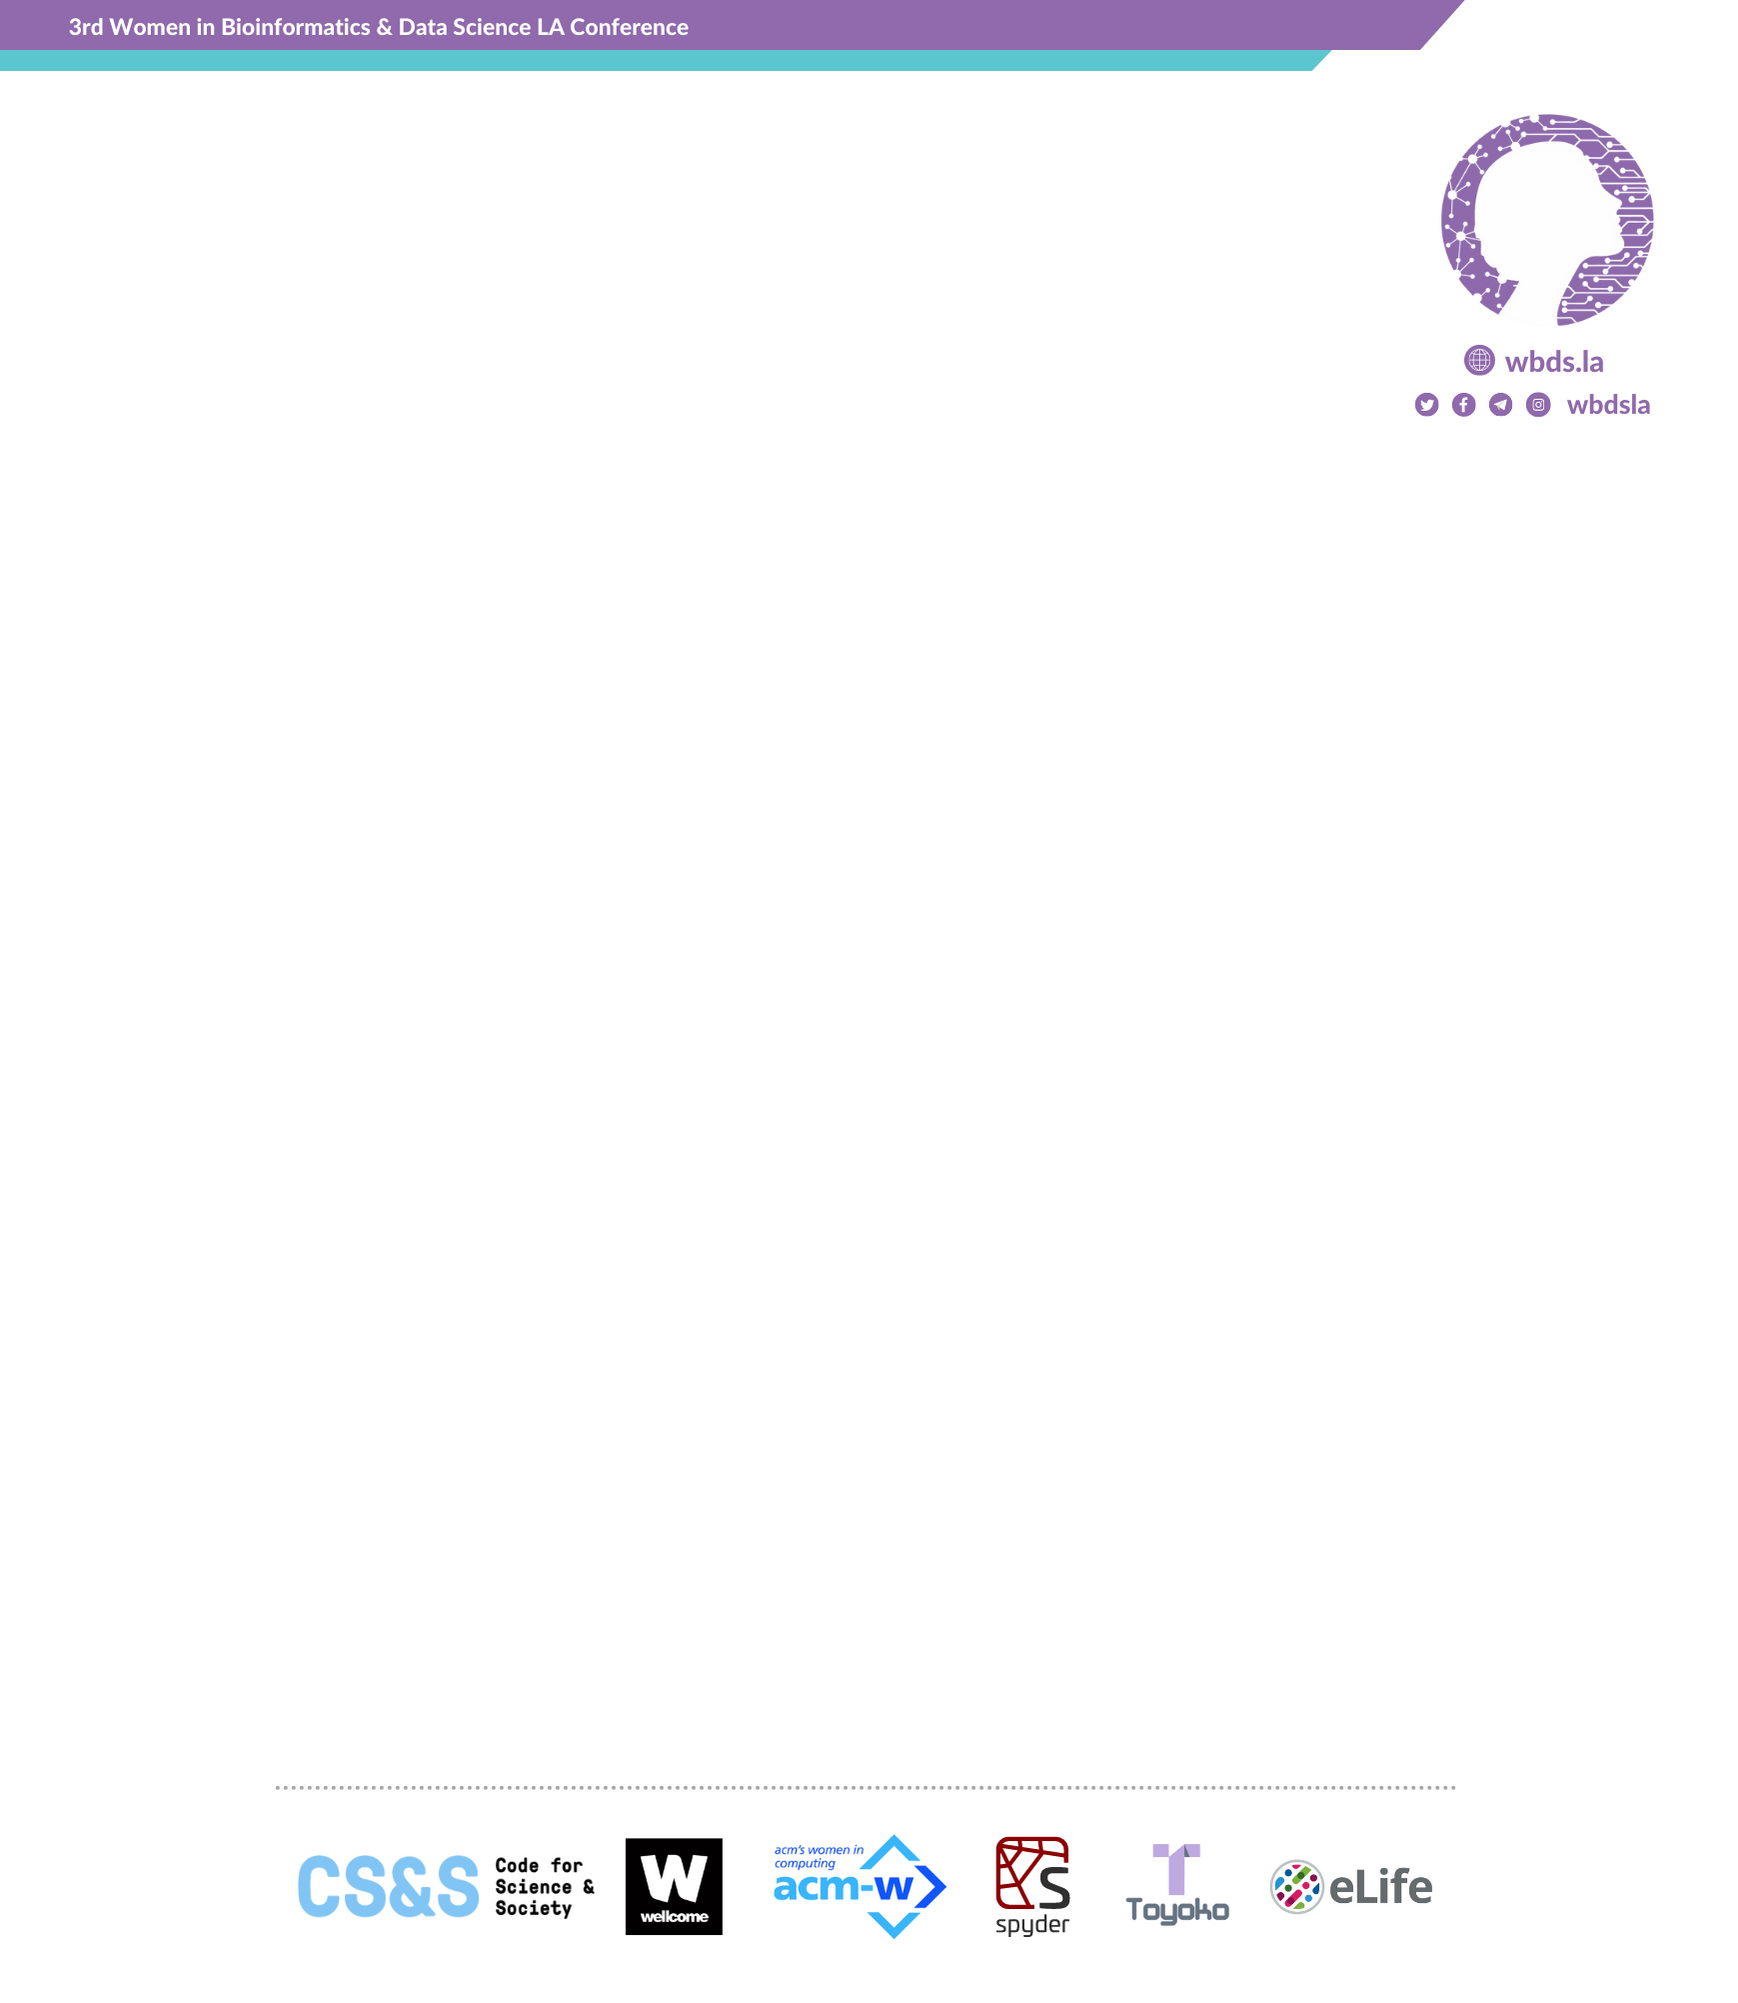 3rd Women in Bioinformatics & Data Science LA Conference
wbds.la
wbdsla
CS&S
Code for
Science &
Society
W
wellcome
acm's women in
computing
acm-w
S
spyder
Toyoko
eLife